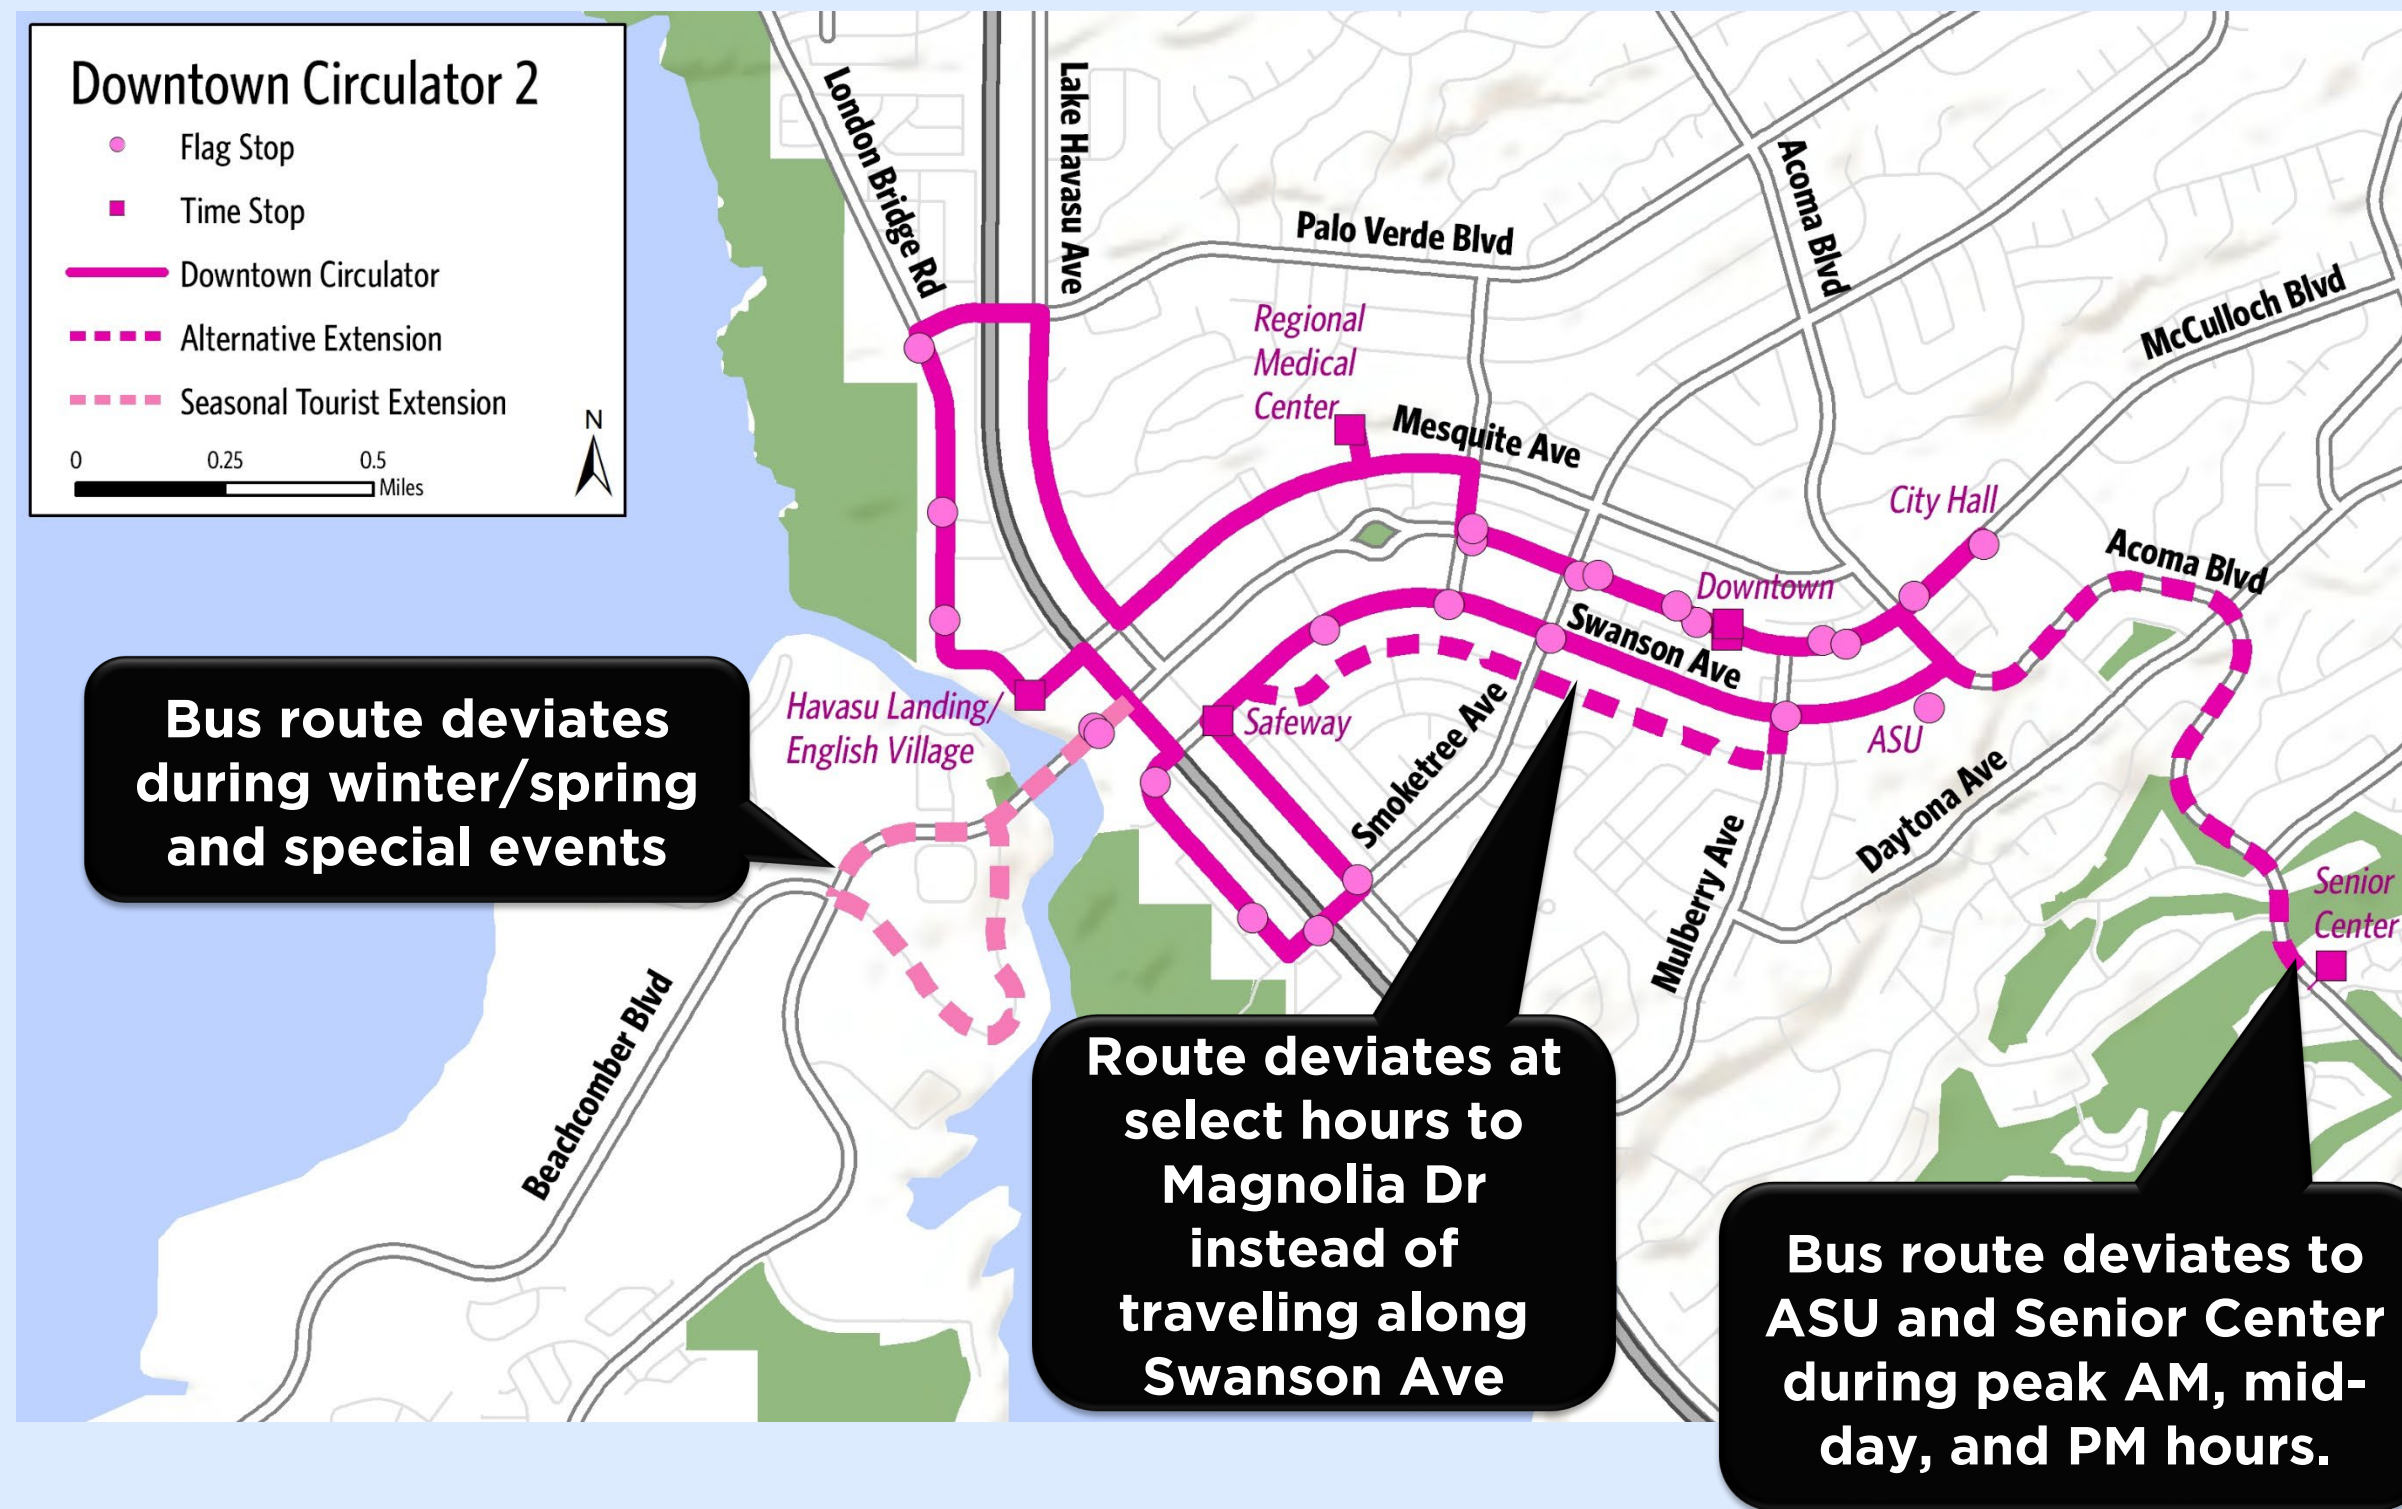 Downtown Circulator 2
Flag Stop
Time Stop
Downtown Circulator
Alternative Extension
Seasonal Tourist Extension
N
0 0.25 0.5
Miles
London Bridge Rd
Lake Havasu Ave
Palo Verde Blvd
Acoma Blvd
McCulloch Blvd
Regional
Medical
Center
Mesquite Ave
City Hall
Acoma Blvd
Downtown
Swanson Ave
Havasu Landing/
English Village
Safeway
Smoketree Ave
ASU
Daytona Ave
Mulberry Ave
Senior
Center
Beachcomber Blvd
Bus route deviates
during winter/spring
and special events
Route deviates at
select hours to
Magnolia Dr
instead of
traveling along
Swanson Ave
Bus route deviates to
ASU and Senior Center
during peak AM, mid-
day, and PM hours.